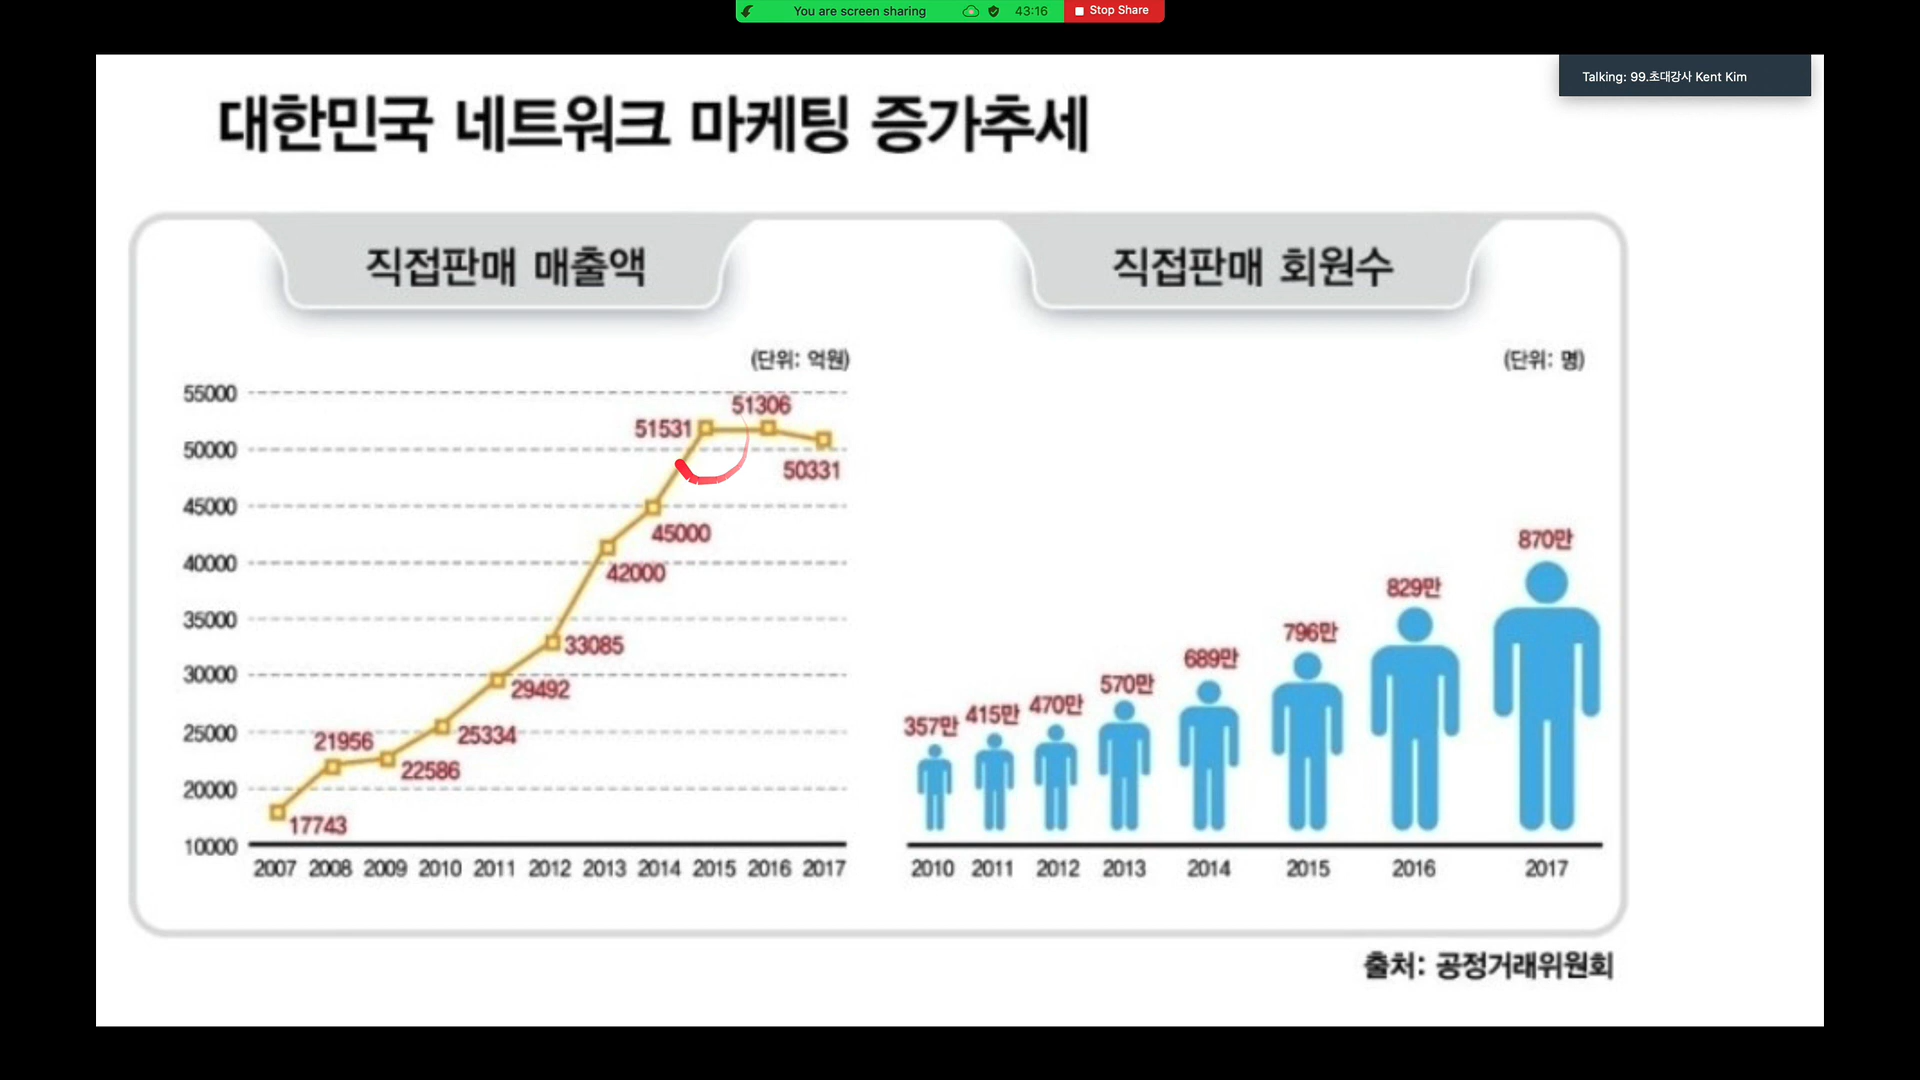 You are screen sharing 43:16 Stop Share
Talking: 99.초대강사 Kent Kim
대한민국 네트워크 마케팅 증가추세
직접판매 매출액
(단위: 억원)
55000
50000
45000
40000
35000
30000
25000
20000
10000
17743
21956
22586
25334
29492
33085
42000
45000
51531
51306
50331
2007 2008 2009 2010 2011 2012 2013 2014 2015 2016 2017
직접판매 회원수
(단위: 명)
357만 415만 470만 570만 689만 796만 829만 870만
2010 2011 2012 2013 2014 2015 2016 2017
출처: 공정거래위원회